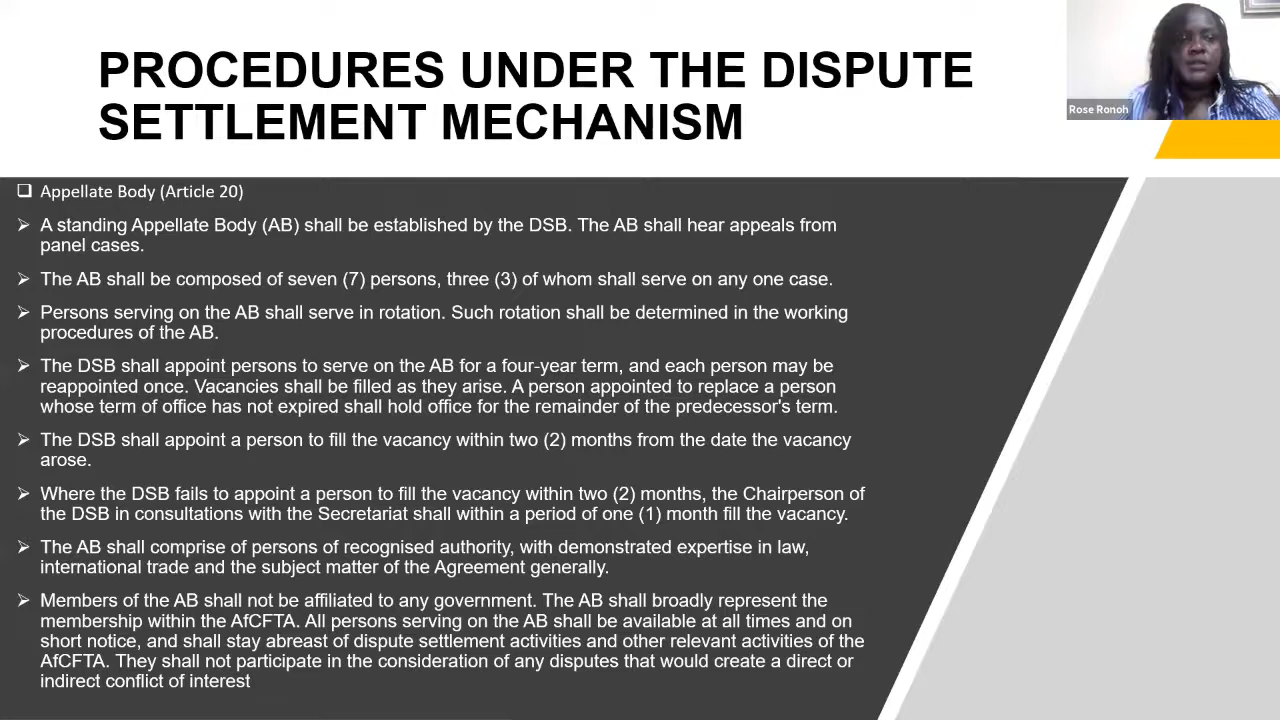 PROCEDURES UNDER THE DISPUTE
SETTLEMENT MECHANISM
Rose Ronoh
❑ Appellate Body (Article 20)
➢ A standing Appellate Body (AB) shall be established by the DSB. The AB shall hear appeals from
panel cases.
➢ The AB shall be composed of seven (7) persons, three (3) of whom shall serve on any one case.
➢ Persons serving on the AB shall serve in rotation. Such rotation shall be determined in the working
procedures of the AB.
➢ The DSB shall appoint persons to serve on the AB for a four-year term, and each person may be
reappointed once. Vacancies shall be filled as they arise. A person appointed to replace a person
whose term of office has not expired shall hold office for the remainder of the predecessor's term.
➢ The DSB shall appoint a person to fill the vacancy within two (2) months from the date the vacancy
arose.
➢ Where the DSB fails to appoint a person to fill the vacancy within two (2) months, the Chairperson of
the DSB in consultations with the Secretariat shall within a period of one (1) month fill the vacancy.
➢ The AB shall comprise of persons of recognised authority, with demonstrated expertise in law,
international trade and the subject matter of the Agreement generally.
➢ Members of the AB shall not be affiliated to any government. The AB shall broadly represent the
membership within the AfCFTA. All persons serving on the AB shall be available at all times and on
short notice, and shall stay abreast of dispute settlement activities and other relevant activities of the
AfCFTA. They shall not participate in the consideration of any disputes that would create a direct or
indirect conflict of interest